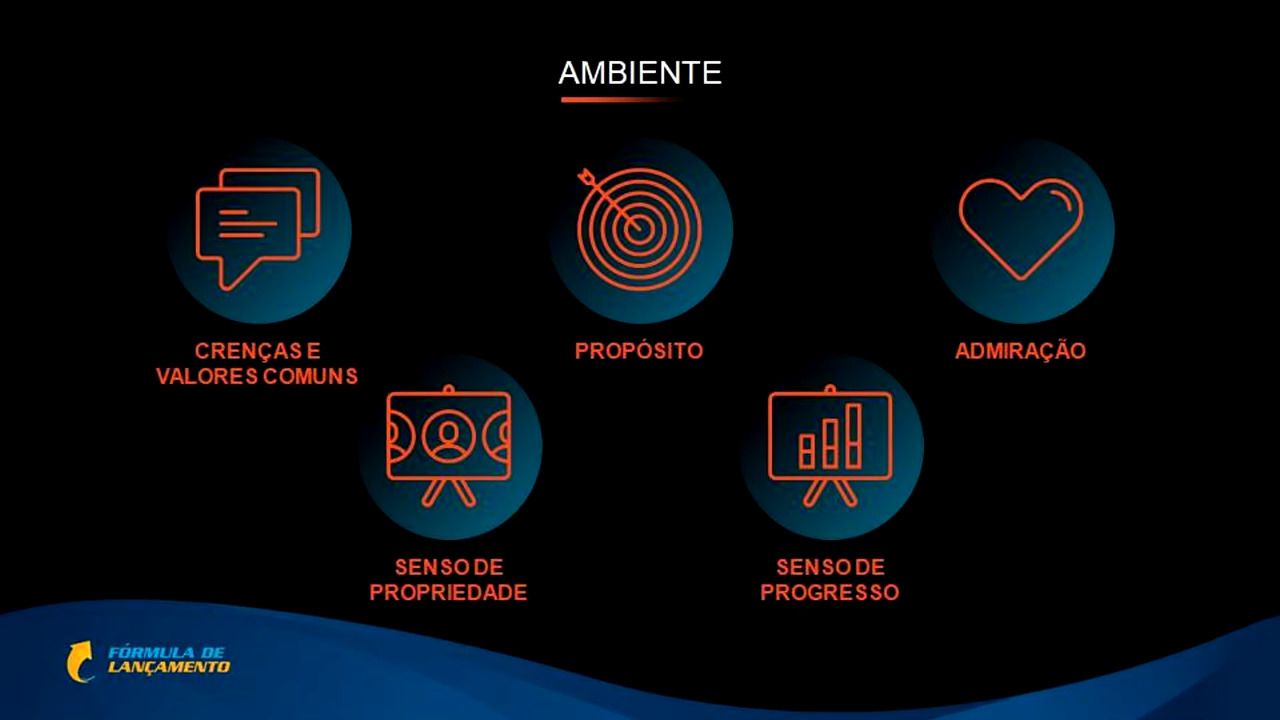 AMBIENTE
CRENÇAS E
VALORES COMUNS
PROPÓSITO
ADMIRAÇÃO
SENSO DE
PROPRIEDADE
SENSO DE
PROGRESSO
FÓRMULA DE
LANÇAMENTO